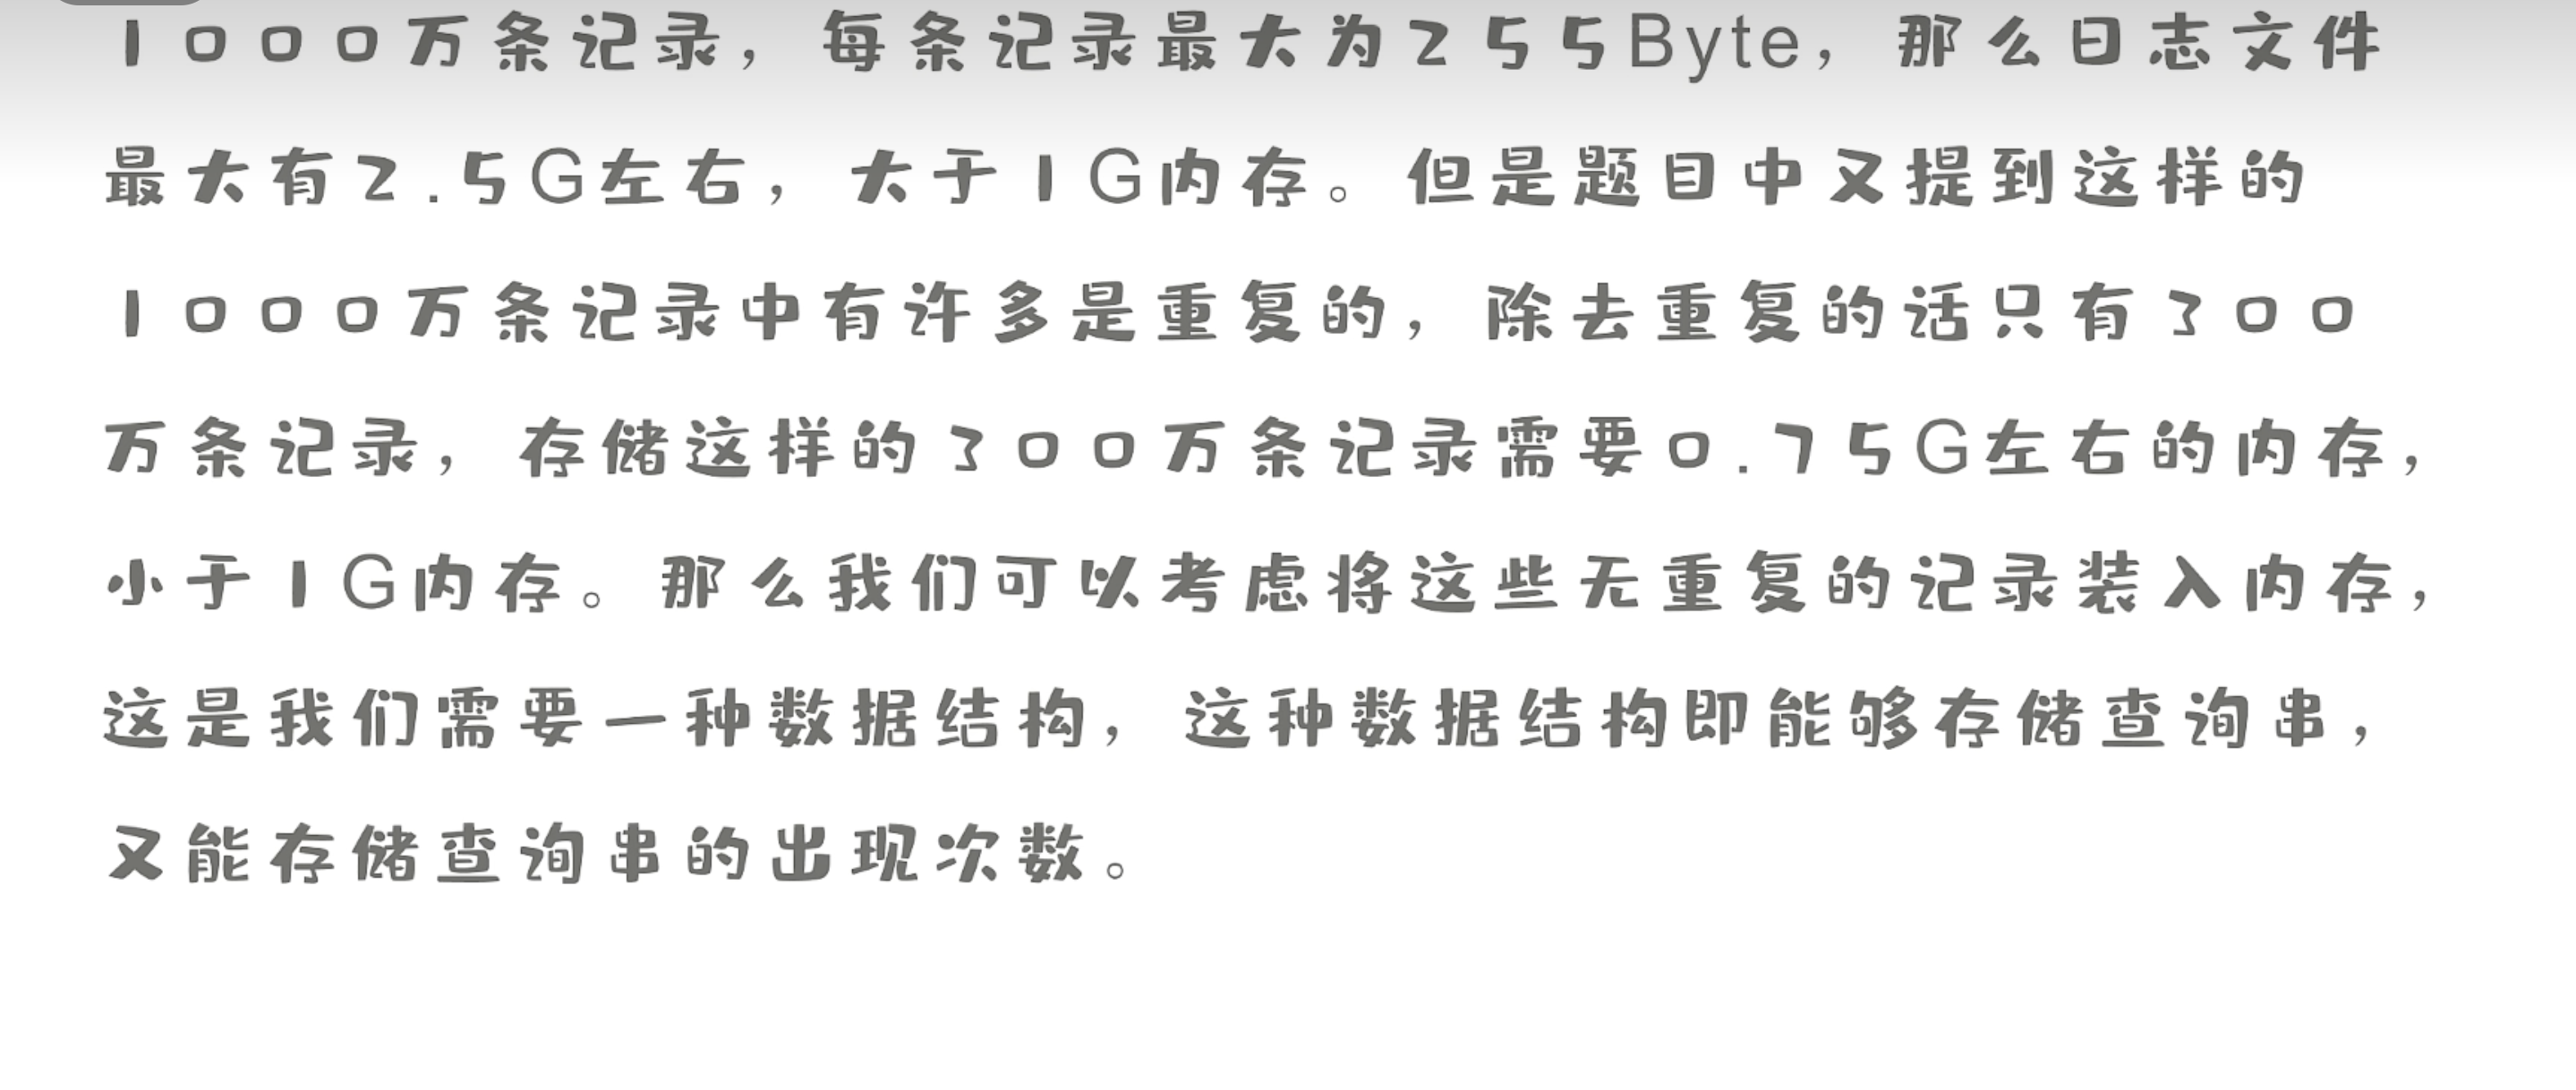 1000万条记录，每条记录最大为255Byte，那么日志文件
最大有2.5G左右，大于1G内存。但是题目中又提到这样的
1000万条记录中有许多是重复的，除去重复的话只有300
万条记录，存储这样的300万条记录需要0.75G左右的内存，
小于1G内存。那么我们可以考虑将这些无重复的记录装入内存，
这是我们需要一种数据结构，这种数据结构即能够存储查询串，
又能存储查询串的出现次数。